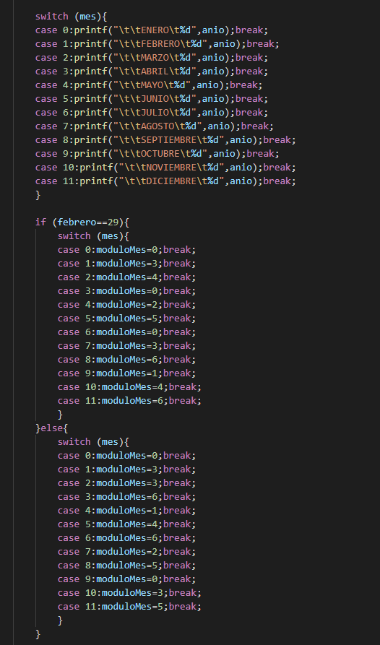 switch (mes){
case 0:printf("\t\tENERO\t%d",anio);break;
case 1:printf("\t\tFEBRERO\t%d",anio);break;
case 2:printf("\t\tMARZO\t%d",anio);break;
case 3:printf("\t\tABRIL\t%d",anio);break;
case 4:printf("\t\tMAYO\t%d",anio);break;
case 5:printf("\t\tJUNIO\t%d",anio);break;
case 6:printf("\t\tJULIO\t%d",anio);break;
case 7:printf("\t\tAGOSTO\t%d",anio);break;
case 8:printf("\t\tSEPTIEMBRE\t%d",anio);break;
case 9:printf("\t\tOCTUBRE\t%d",anio);break;
case 10:printf("\t\tNOVIEMBRE\t%d",anio);break;
case 11:printf("\t\tDICIEMBRE\t%d",anio);break;
}
if (febrero==29){
switch (mes){
case 0:moduloMes=0;break;
case 1:moduloMes=3;break;
case 2:moduloMes=4;break;
case 3:moduloMes=0;break;
case 4:moduloMes=2;break;
case 5:moduloMes=5;break;
case 6:moduloMes=0;break;
case 7:moduloMes=3;break;
case 8:moduloMes=6;break;
case 9:moduloMes=1;break;
case 10:moduloMes=4;break;
case 11:moduloMes=6;break;
}
}else{
switch (mes){
case 0:moduloMes=0;break;
case 1:moduloMes=3;break;
case 2:moduloMes=3;break;
case 3:moduloMes=6;break;
case 4:moduloMes=1;break;
case 5:moduloMes=4;break;
case 6:moduloMes=6;break;
case 7:moduloMes=2;break;
case 8:moduloMes=5;break;
case 9:moduloMes=0;break;
case 10:moduloMes=3;break;
case 11:moduloMes=5;break;
}
}